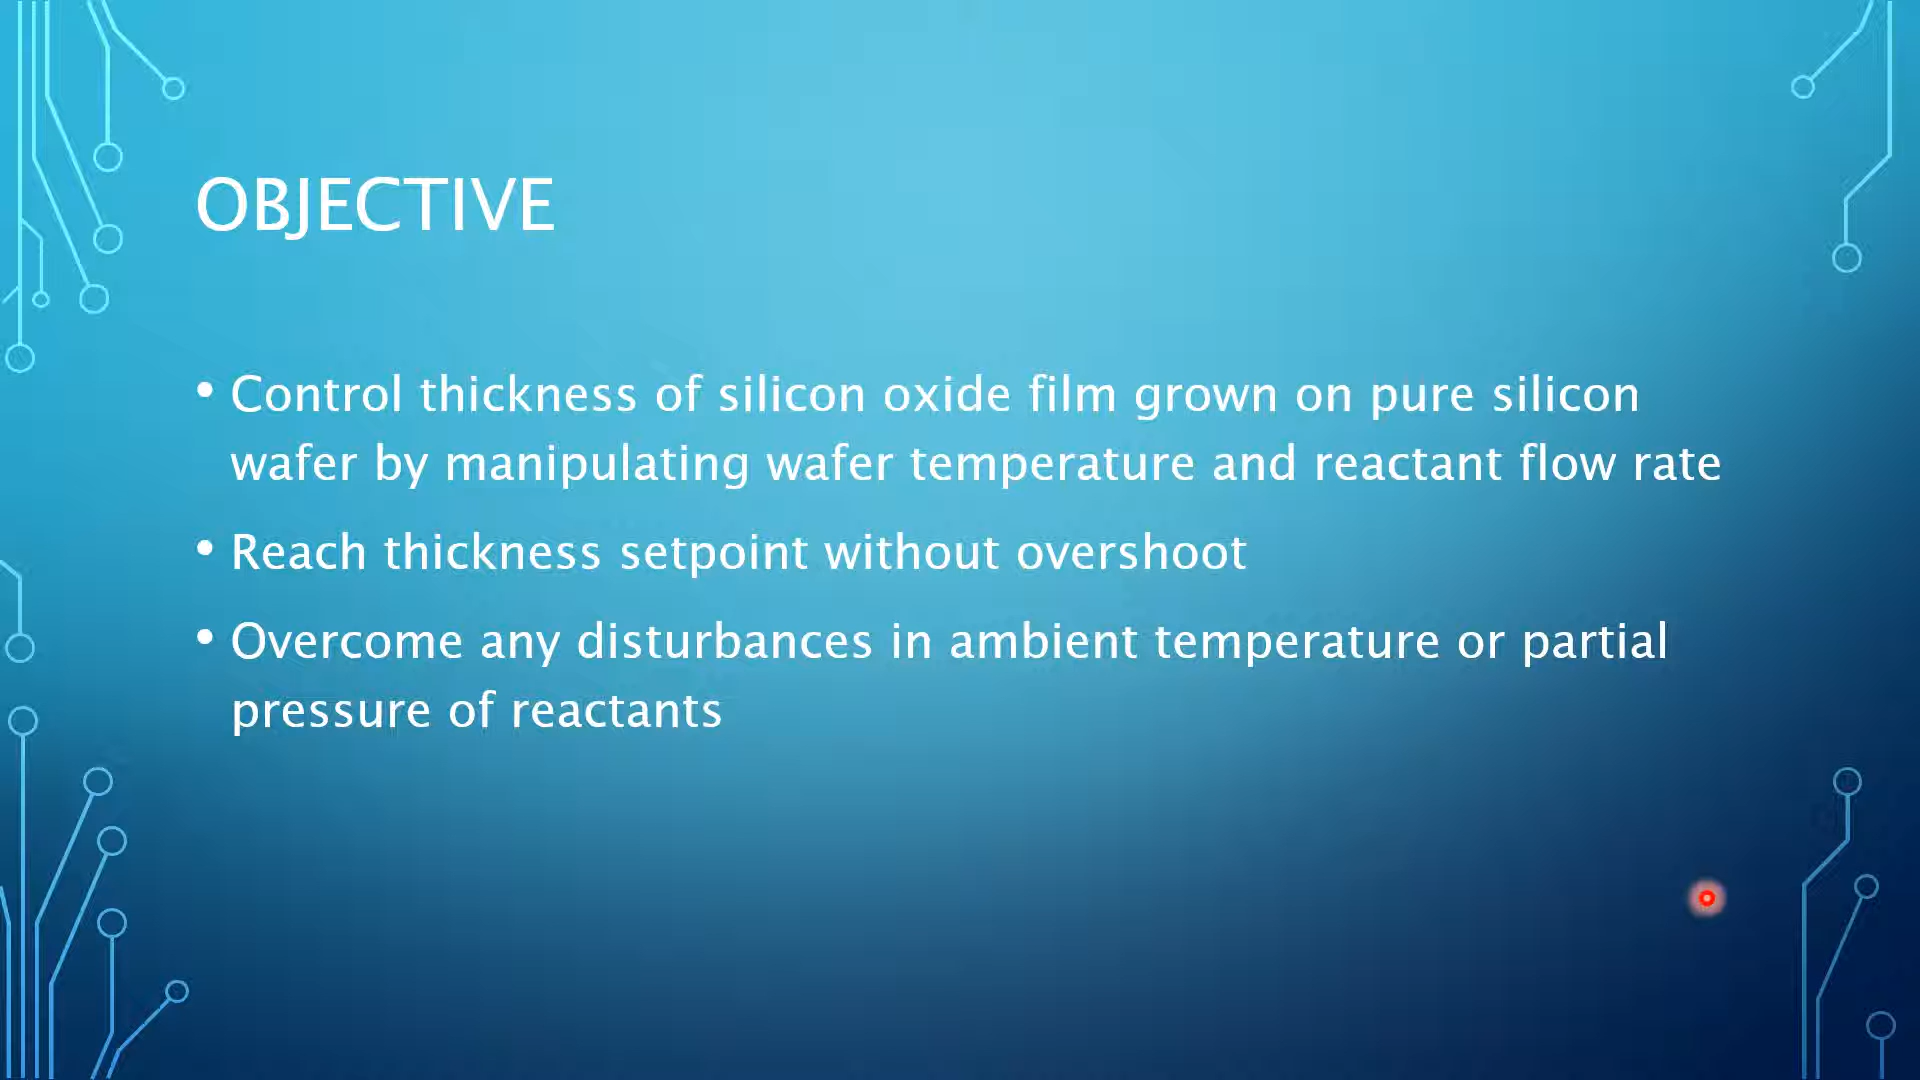 OBJECTIVE
• Control thickness of silicon oxide film grown on pure silicon
wafer by manipulating wafer temperature and reactant flow rate
• Reach thickness setpoint without overshoot
• Overcome any disturbances in ambient temperature or partial
pressure of reactants